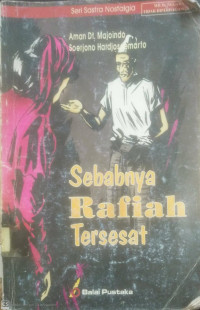 Seri Sastra Nostalgia
Aman Dt. Majoindo
Soerjono Hardjosoemarto
Sebabnya
Rafiah
Tersesat
Balai Pustaka